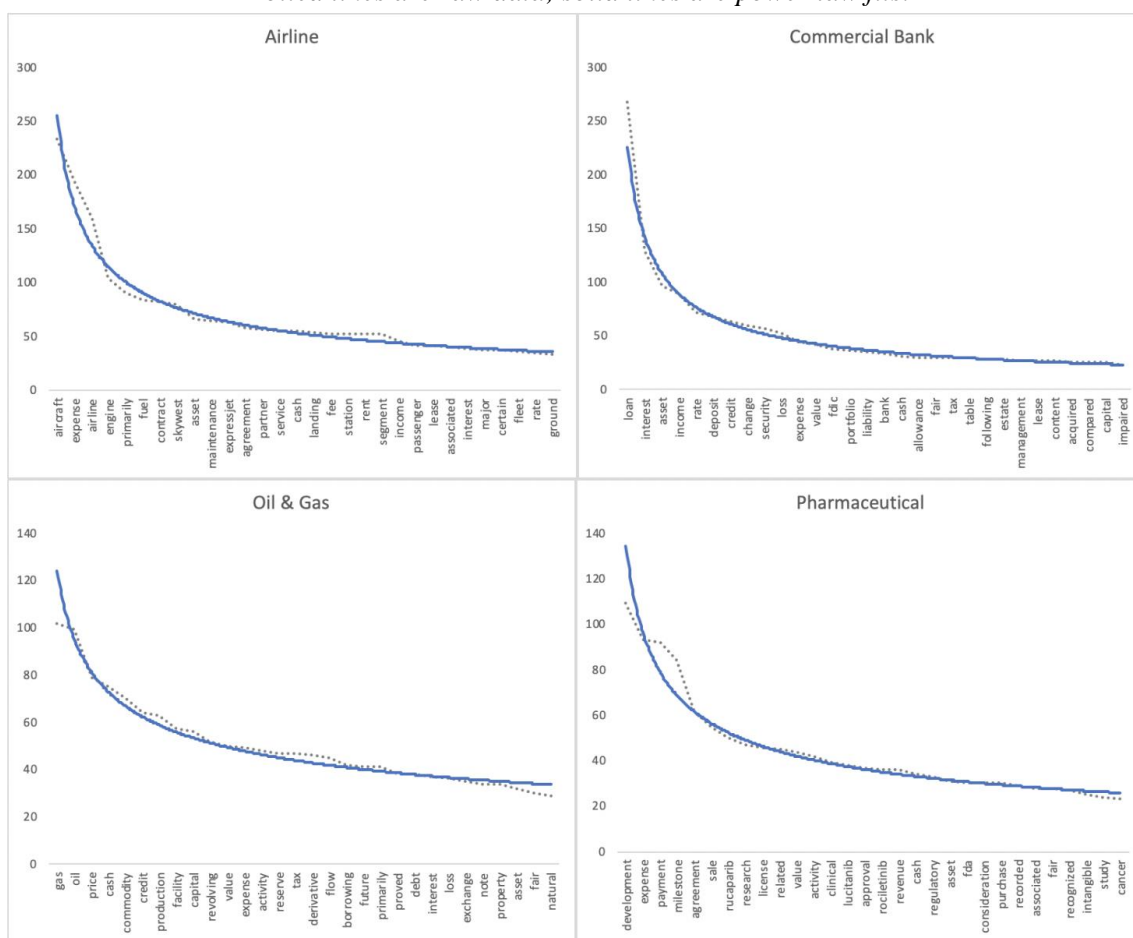 Airline
300
250
200
150
100
50
0
aircraft
expense
airline
engine
primarily
fuel
contract
skywest
asset
maintenance
expressjet
agreement
partner
service
cash
landing
fee
station
rent
segment
income
passenger
lease
associated
interest
major
certain
fleet
rate
ground
Commercial Bank
300
250
200
150
100
50
0
loan
interest
asset
income
rate
deposit
credit
change
security
loss
expense
value
fdic
portfolio
liability
bank
cash
allowance
fair
tax
table
following
estate
management
lease
content
acquired
compared
capital
impaired
Oil & Gas
140
120
100
80
60
40
20
0
gas
oil
price
cash
commodity
credit
production
facility
capital
revolving
value
expense
activity
reserve
tax
derivative
flow
borrowing
future
primarily
proved
debt
interest
loss
exchange
note
property
asset
fair
natural
Pharmaceutical
140
120
100
80
60
40
20
0
development
expense
payment
milestone
agreement
sale
rucaparib
research
license
related
value
activity
clinical
lucitanib
approval
rociletinib
revenue
cash
regulatory
asset
fda
consideration
purchase
recorded
associated
fair
recognized
intangible
study
cancer